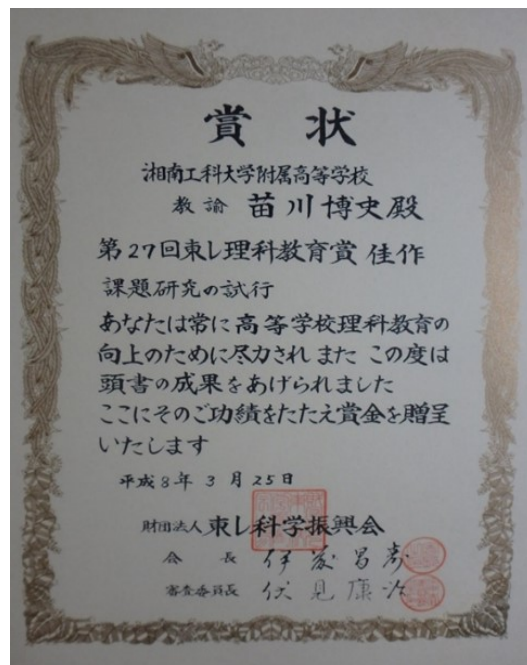 賞状
湘南工科大学附属高等学校
教諭 苗川博史殿
第27回東レ理科教育賞 佳作
課題研究の試行
あなたは常に高等学校理科教育の
向上のために尽力され また この度は
頭書の成果をあげられました
ここにそのご功績をたたえ賞金を贈呈
いたします
平成8年3月25日
財団法人 東レ科学振興会
会長 伊藤昌壽
審査委員長 伏見康治